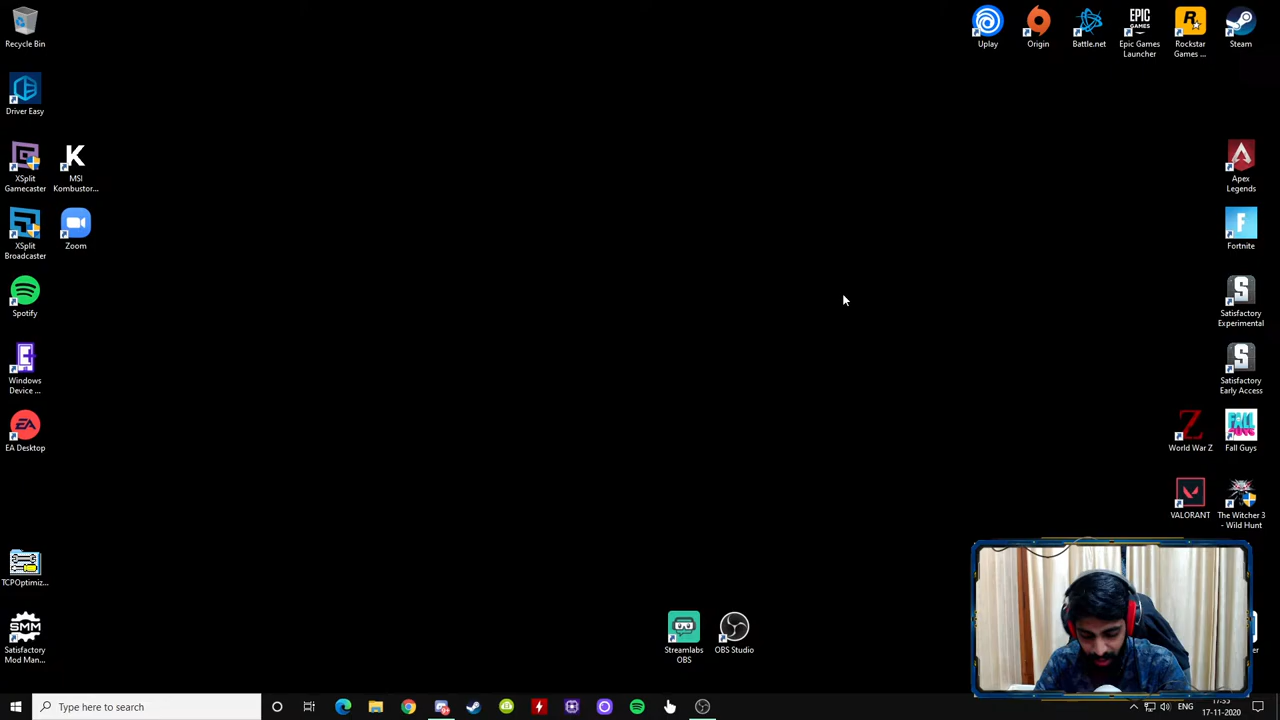 Recycle Bin
Uplay
Origin
Battle.net
Epic Games
Launcher
Rockstar
Games ...
Steam
EPIC
GAMES
R
Driver Easy
XSplit
Gamecaster
K
MSI
Kombustor...
Apex
Legends
XSplit
Broadcaster
Zoom
F
Fortnite
Spotify
S
Satisfactory
Experimental
Windows
Device ...
S
Satisfactory
Early Access
EA
EA Desktop
Z
World War Z
FALL
Fall Guys
VALORANT
The Witcher 3
- Wild Hunt
TCPOptimiz...
SMM
Satisfactory
Mod Man...
Streamlabs
OBS
OBS Studio
Type here to search
ENG
17-11-2020